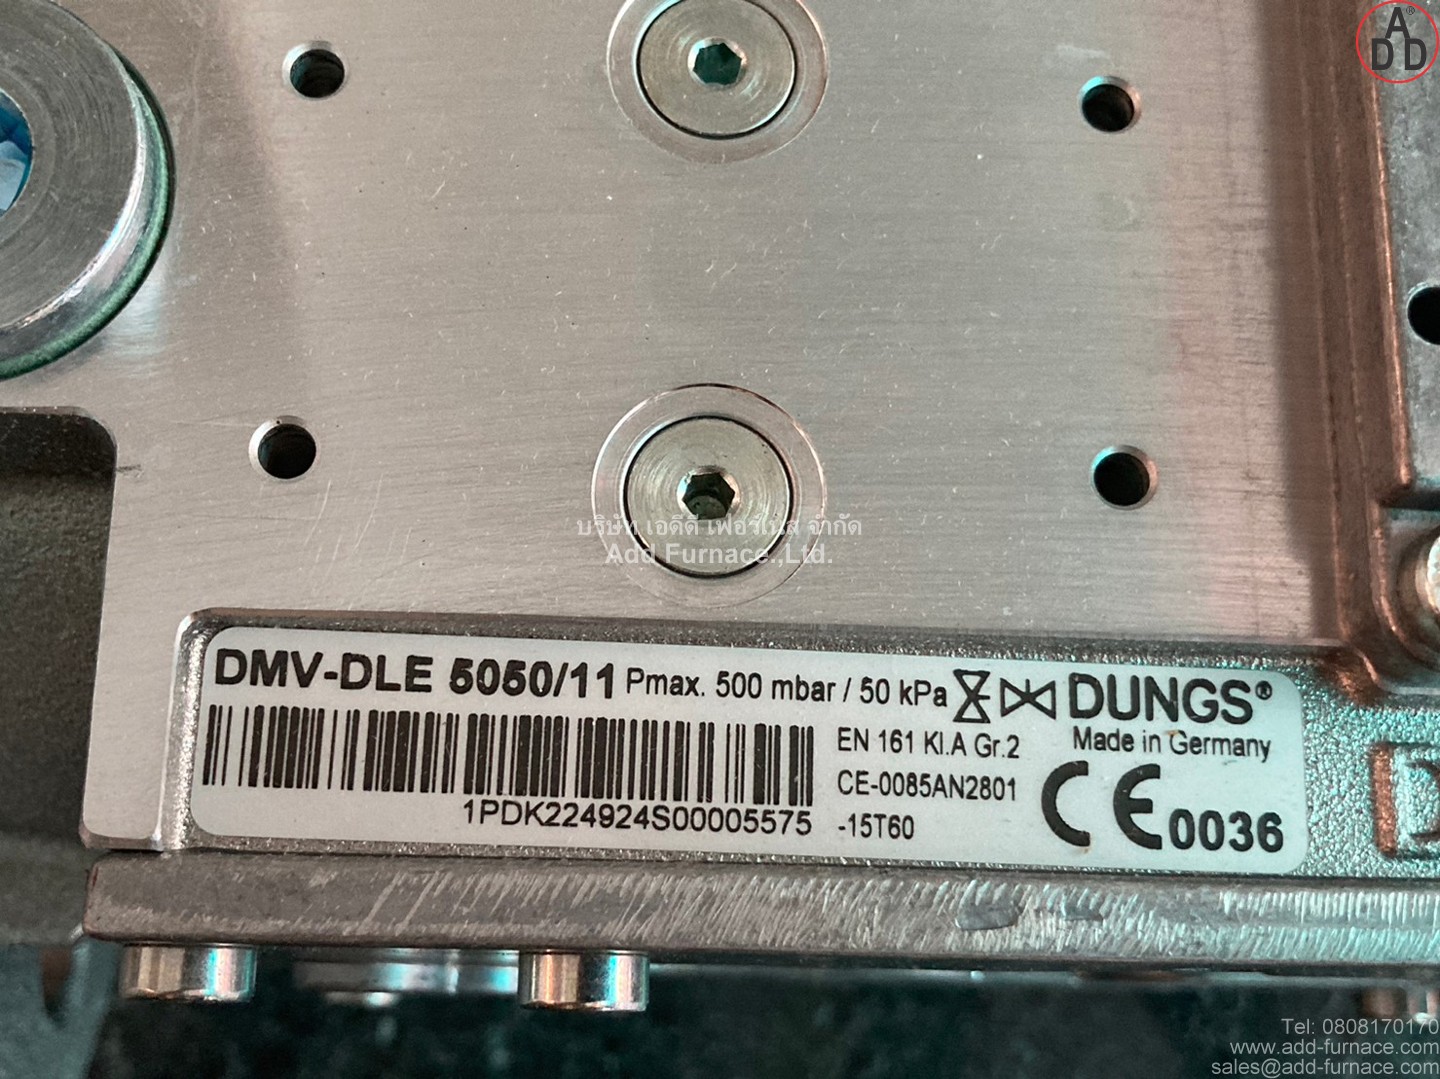 ADD®
บริษัท เอดีดี เฟอร์เนส จำกัด
Add Furnace.,Ltd.
DMV-DLE 5050/11 Pmax. 500 mbar / 50 kPa DUNGS®
EN 161 Kl.A Gr.2 Made in Germany
CE-0085AN2801
1PDK224924S00005575 -15T60 CE 0036
Tel: 0808170170
www.add-furnace.com
sales@add-furnace.com